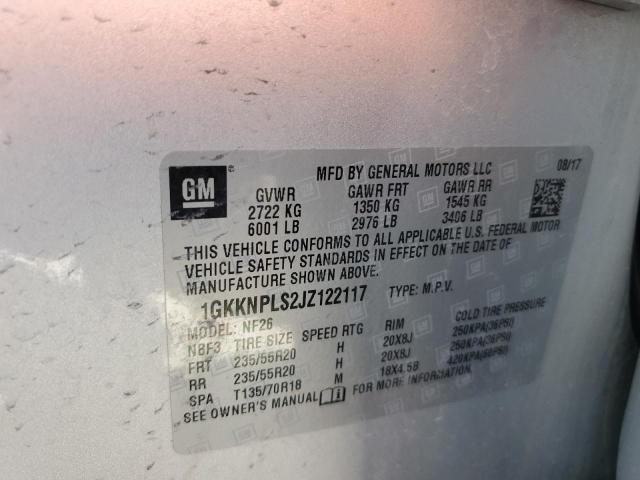 GM
MFD BY GENERAL MOTORS LLC 08/17
GVWR GAWR FRT GAWR RR
2722 KG 1350 KG 1545 KG
6001 LB 2976 LB 3406 LB
THIS VEHICLE CONFORMS TO ALL APPLICABLE U.S. FEDERAL MOTOR
VEHICLE SAFETY STANDARDS IN EFFECT ON THE DATE OF
MANUFACTURE SHOWN ABOVE.
1GKKNPLS2JZ122117 TYPE: M.P.V.
MODEL: NF26
N8F3 TIRE SIZE SPEED RTG RIM COLD TIRE PRESSURE
FRT 235/55R20 H 20X8J 250KPA(36PSI)
RR 235/55R20 H 20X8J 250KPA(36PSI)
SPA T135/70R18 M 18X4.5B 420KPA(60PSI)
SEE OWNER'S MANUAL FOR MORE INFORMATION.